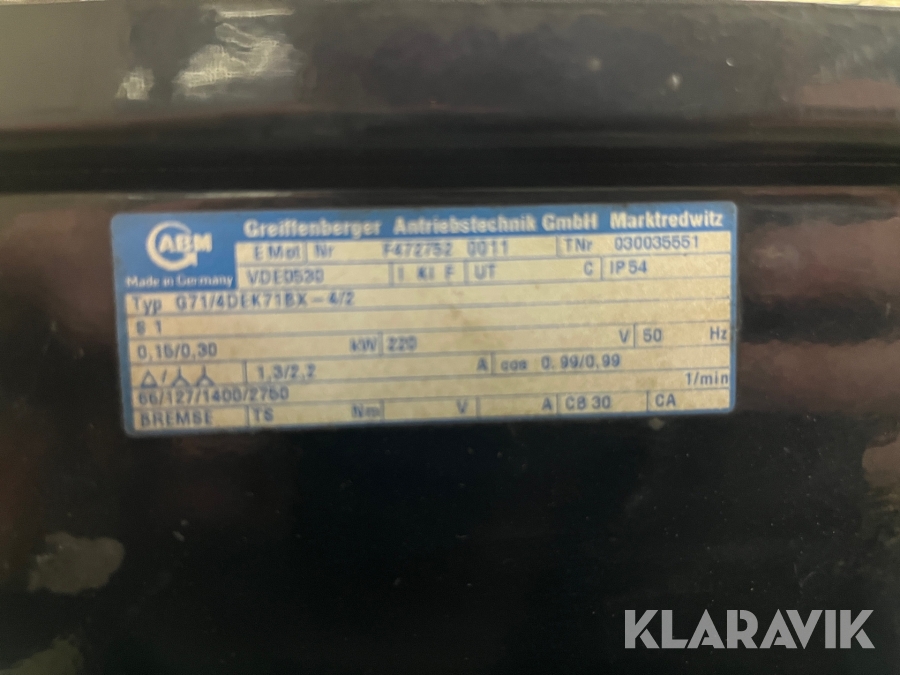 ABM
Made in Germany
Greiffenberger Antriebstechnik GmbH Marktredwitz
E Mot Nr F472752 0011 TNr 030035551
VDE0530 I Kl F UT C IP54
Typ G71/4DEK71BX-4/2
S 1
0,15/0,30 kW 220 V 50 Hz
1,3/2,2 A cos 0.99/0,99
66/127/1400/2750 1/min
BREMSE TS Nm V A CB 30 CA
KLARAVIK